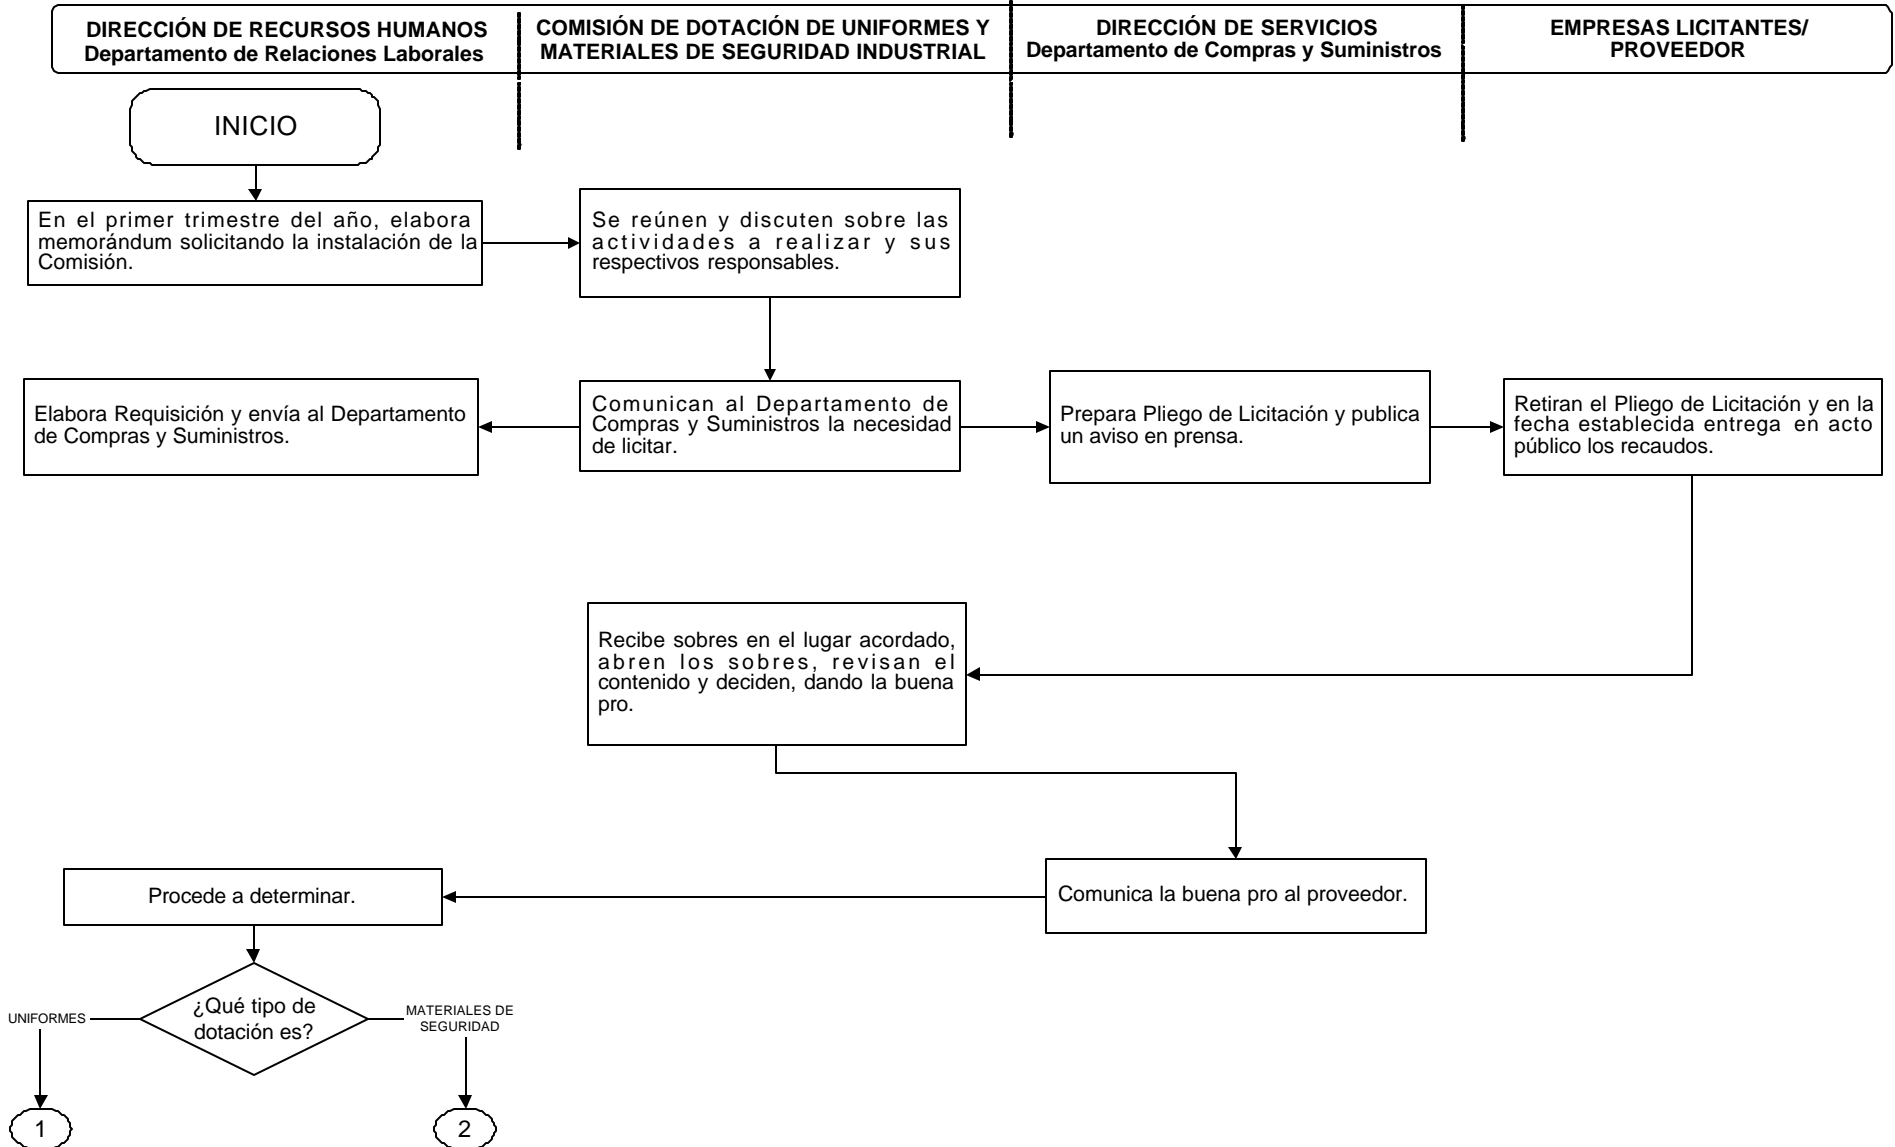 DIRECCIÓN DE RECURSOS HUMANOS
Departamento de Relaciones Laborales
COMISIÓN DE DOTACIÓN DE UNIFORMES Y
MATERIALES DE SEGURIDAD INDUSTRIAL
DIRECCIÓN DE SERVICIOS
Departamento de Compras y Suministros
EMPRESAS LICITANTES/
PROVEEDOR
INICIO
En el primer trimestre del año, elabora
memorándum solicitando la instalación de la
Comisión.
Se reúnen y discuten sobre las
actividades a realizar y sus
respectivos responsables.
Elabora Requisición y envía al Departamento
de Compras y Suministros.
Comunican al Departamento de
Compras y Suministros la necesidad
de licitar.
Prepara Pliego de Licitación y publica
un aviso en prensa.
Retiran el Pliego de Licitación y en la
fecha establecida entrega en acto
público los recaudos.
Recibe sobres en el lugar acordado,
abren los sobres, revisan el
contenido y deciden, dando la buena
pro.
Comunica la buena pro al proveedor.
Procede a determinar.
¿Qué tipo de
dotación es?
UNIFORMES
MATERIALES DE
SEGURIDAD
1
2